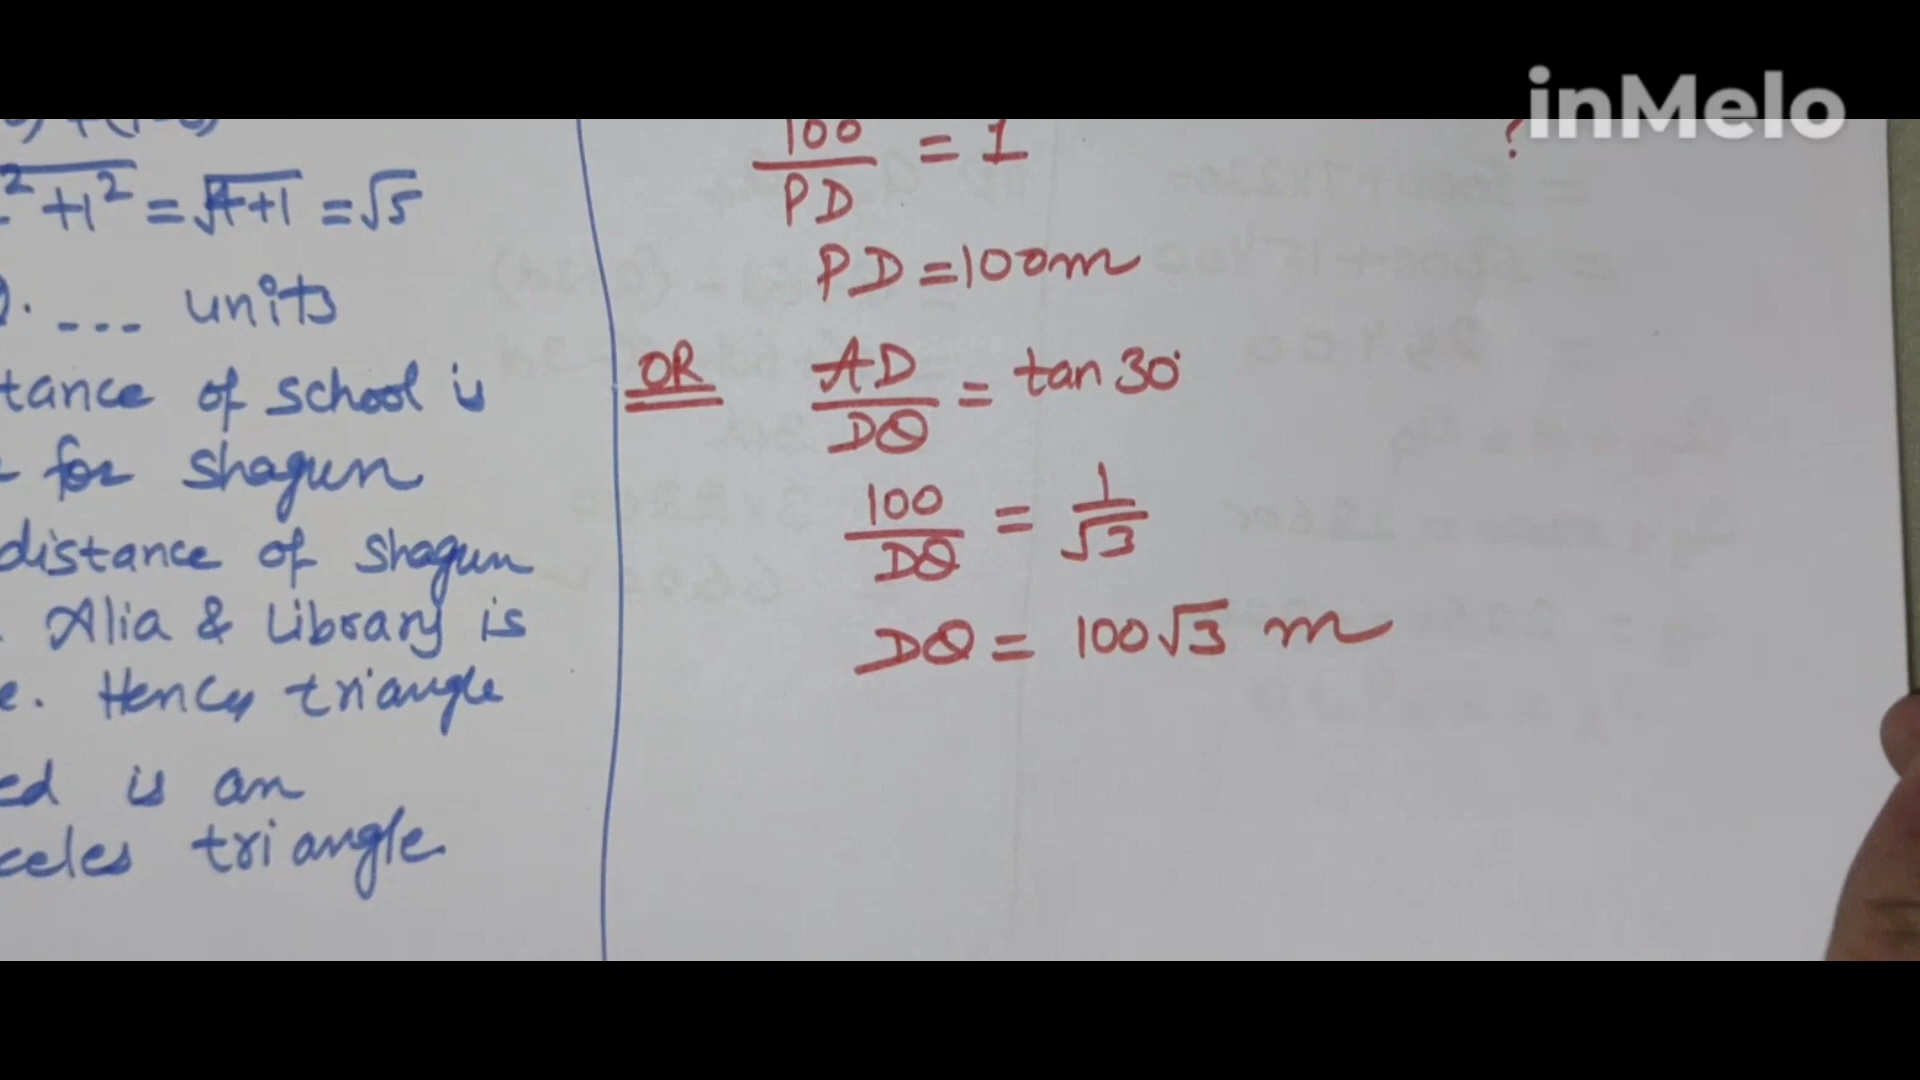 inMelo
²+1² = √4+1 = √5
... units
tance of school is
for Shagun
distance of Shagun
Alia & Library is
e. Hence triangle
ed is an
celes triangle
100/PD = 1
PD = 100m
OR AD/DQ = tan 30°
100/DQ = 1/√3
DQ = 100√3 m
?